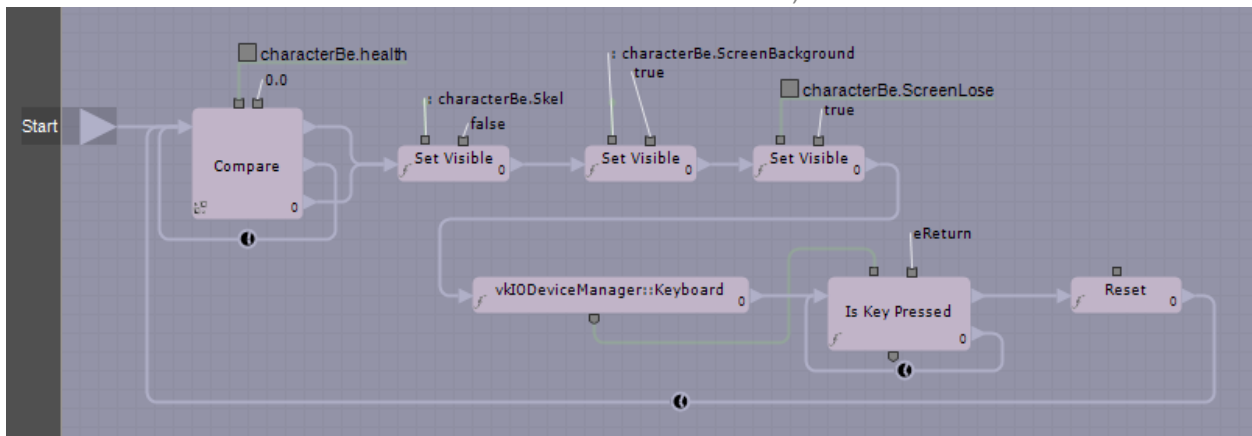 characterBe.health
0.0
: characterBe.Skel
false
: characterBe.ScreenBackground
true
characterBe.ScreenLose
true
Start
Compare
0
Set Visible
0
Set Visible
0
Set Visible
0
eReturn
vkIODeviceManager::Keyboard
0
Is Key Pressed
0
Reset
0